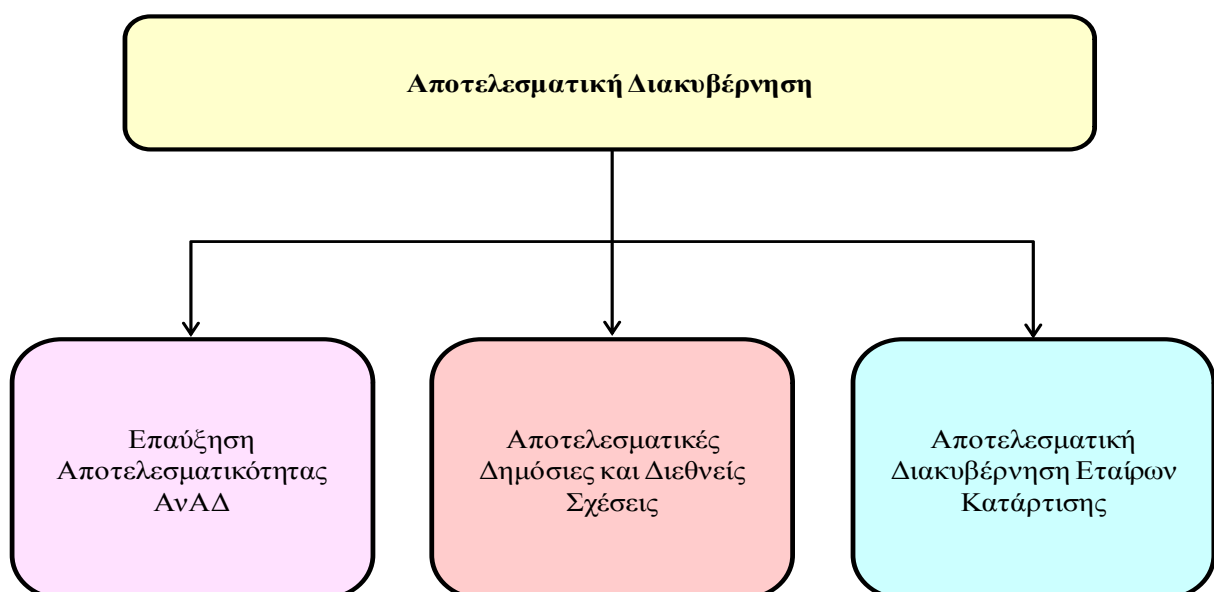 Αποτελεσματική Διακυβέρνηση
Επαύξηση
Αποτελεσματικότητας
ΑνΑΔ
Αποτελεσματικές
Δημόσιες και Διεθνείς
Σχέσεις
Αποτελεσματική
Διακυβέρνηση Εταίρων
Κατάρτισης